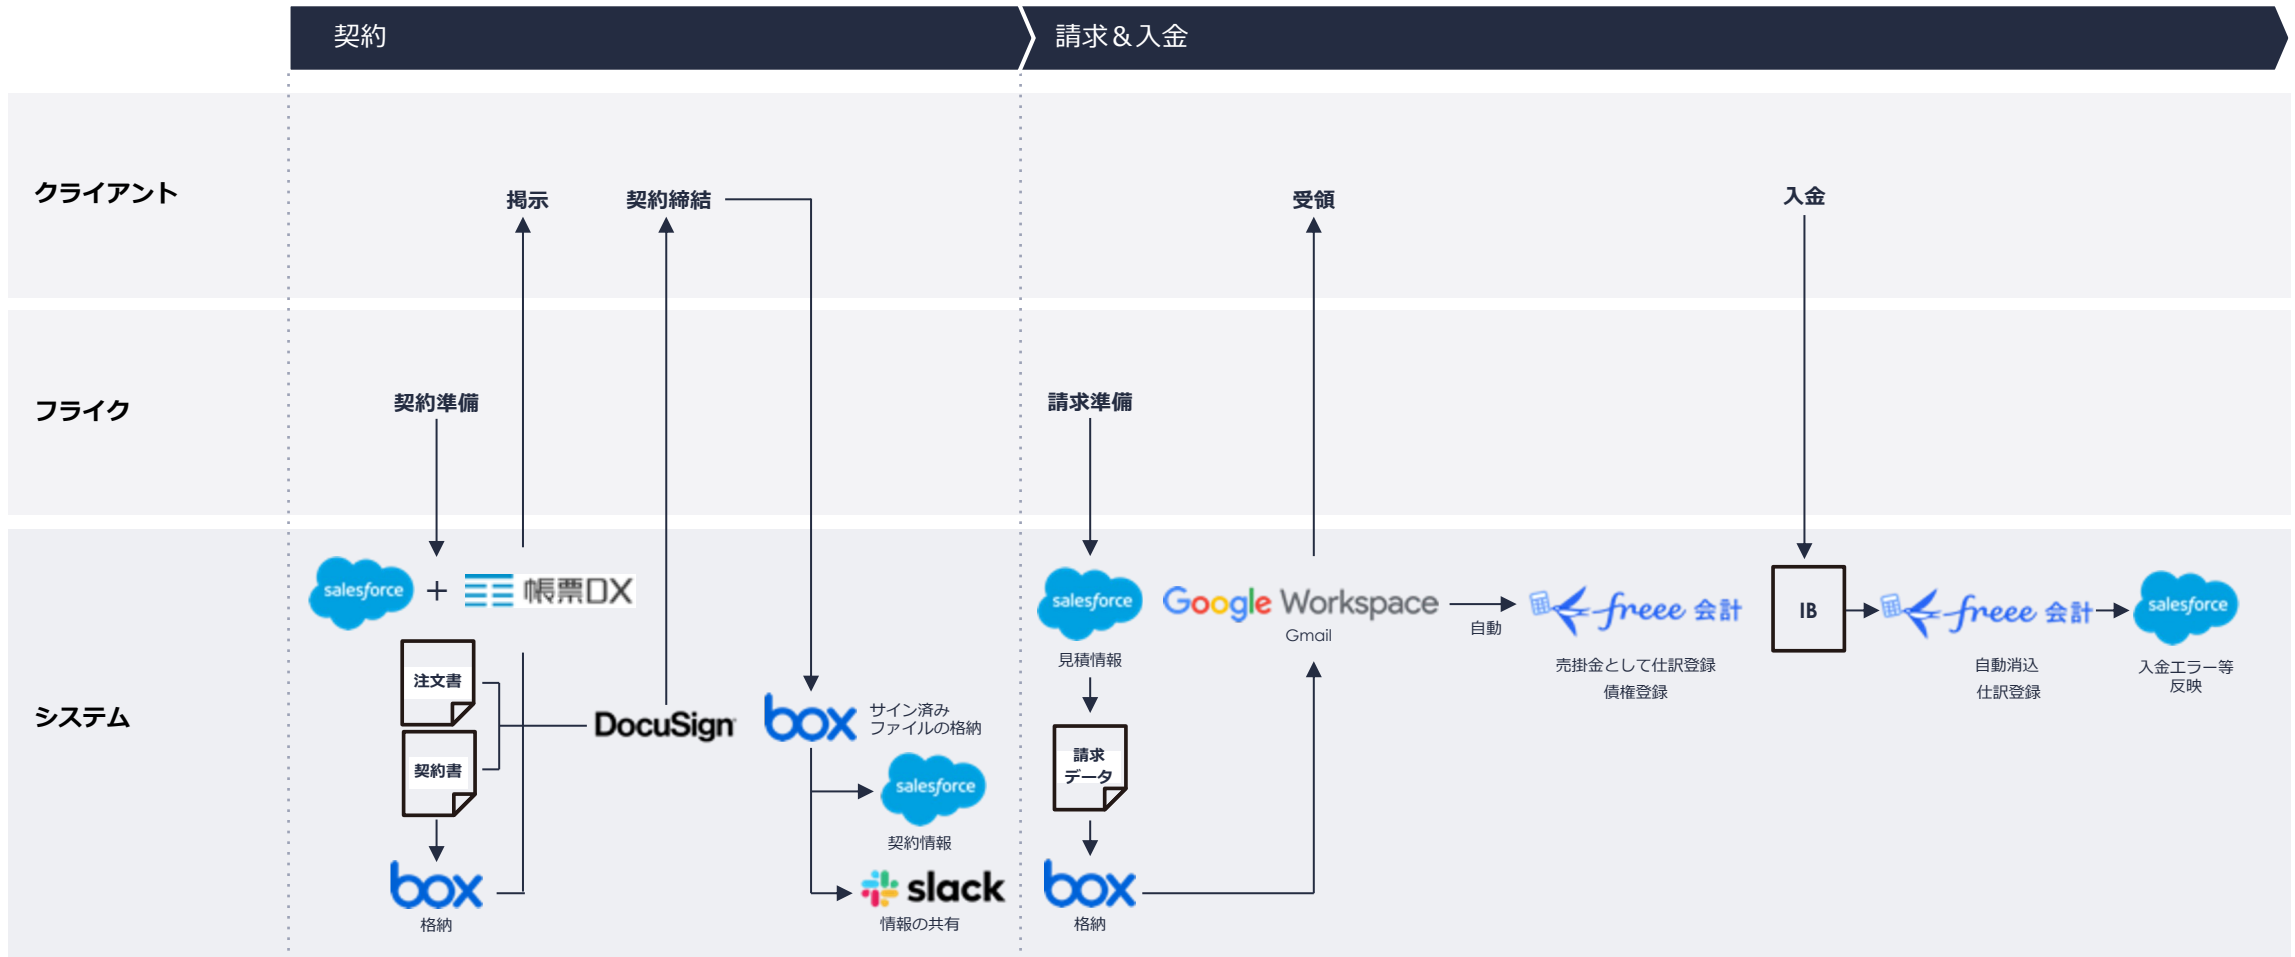 契約
請求＆入金
クライアント
掲示
契約締結
受領
入金
フライク
契約準備
請求準備
システム
salesforce
+
帳票DX
注文書
契約書
box
格納
DocuSign
box
サイン済み
ファイルの格納
salesforce
契約情報
slack
情報の共有
salesforce
見積情報
請求
データ
box
格納
Google Workspace
Gmail
自動
freee 会計
売掛金として仕訳登録
債権登録
IB
freee 会計
自動消込
仕訳登録
salesforce
入金エラー等
反映